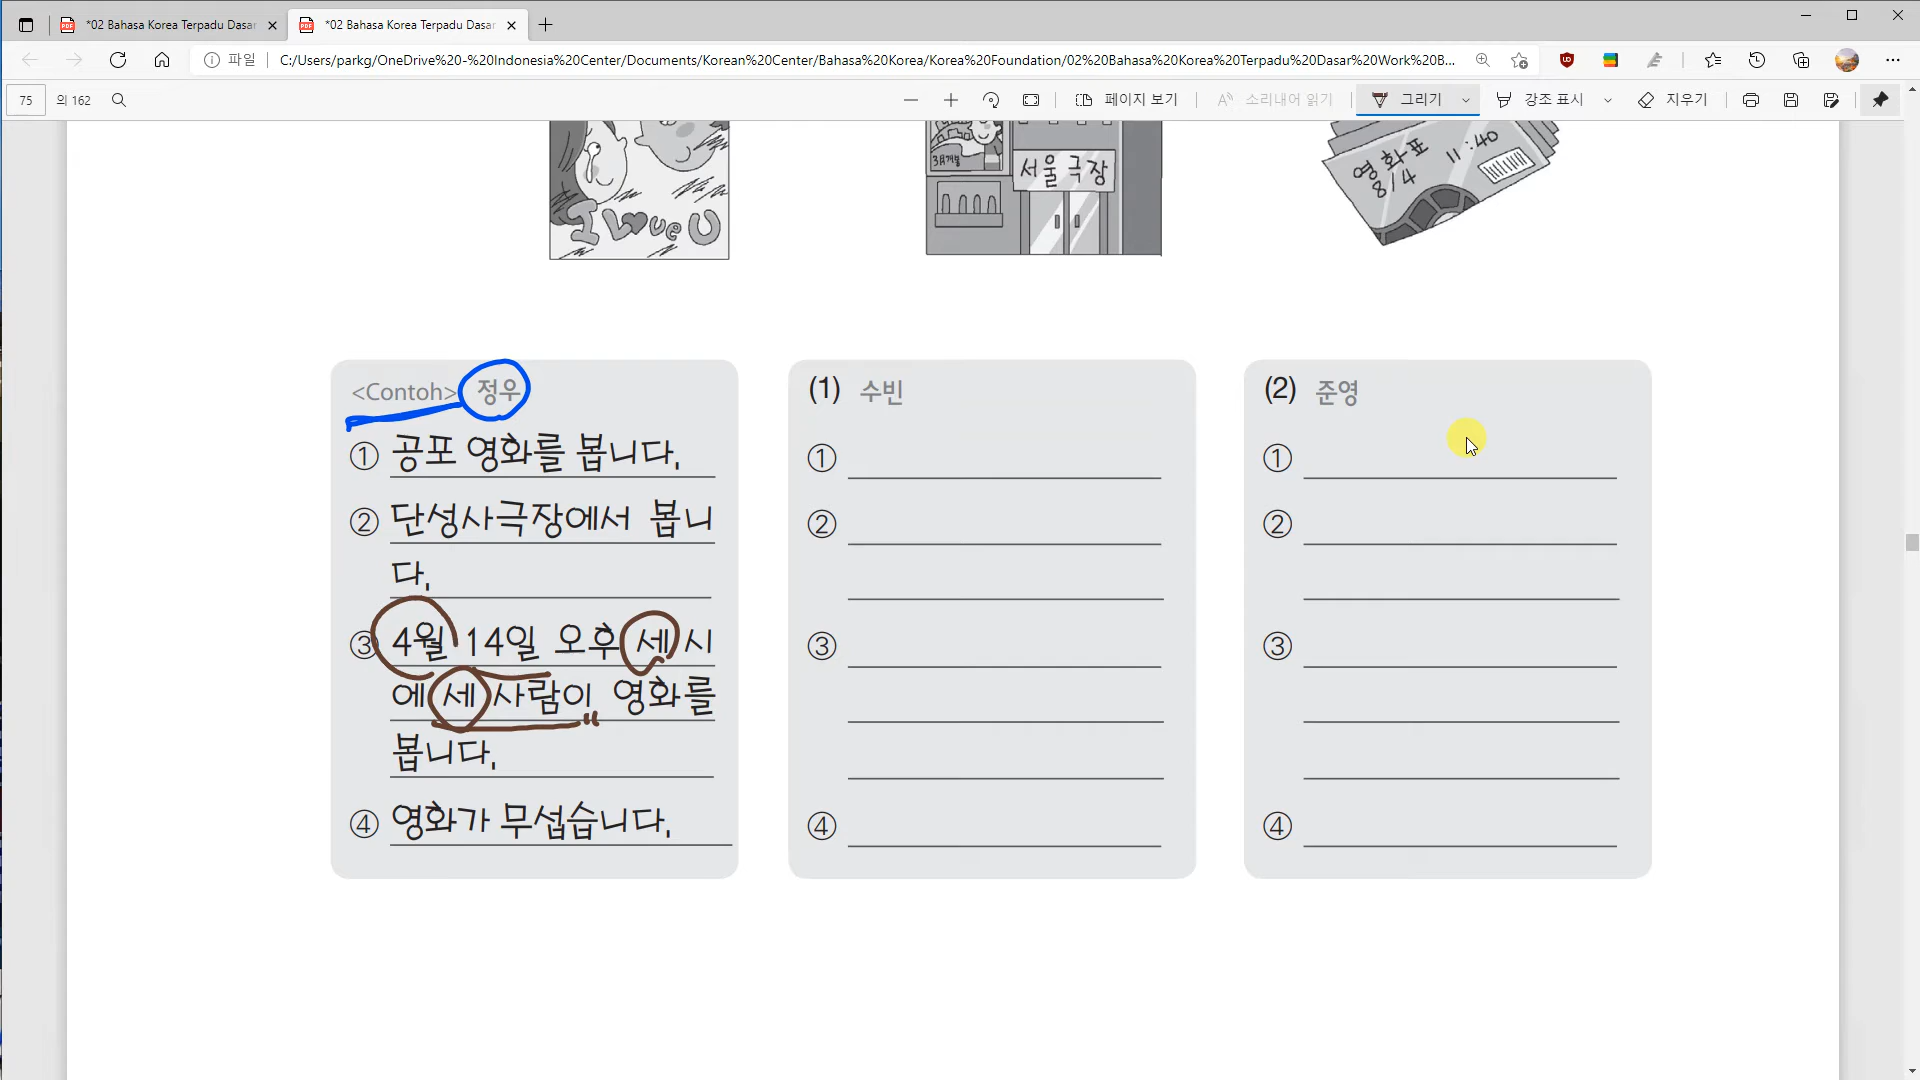 *02 Bahasa Korea Terpadu Dasar
*02 Bahasa Korea Terpadu Dasar
파일
C:/Users/parkg/OneDrive%20-%20Indonesia%20Center/Documents/Korean%20Center/Bahasa%20Korea/Korea%20Foundation/02%20Bahasa%20Korea%20Terpadu%20Dasar%20Work%20B...
75 의 162
페이지 보기
소리내어 읽기
그리기
강조 표시
지우기
I Love U
3月개봉
서울 극장
영화표 11:40
8/4
<Contoh> 정우
① 공포 영화를 봅니다.
② 단성사극장에서 봅니
다.
③ 4월 14일 오후 세 시
에 세 사람이 영화를
봅니다.
④ 영화가 무섭습니다.
(1) 수빈
①
②
③
④
(2) 준영
①
②
③
④